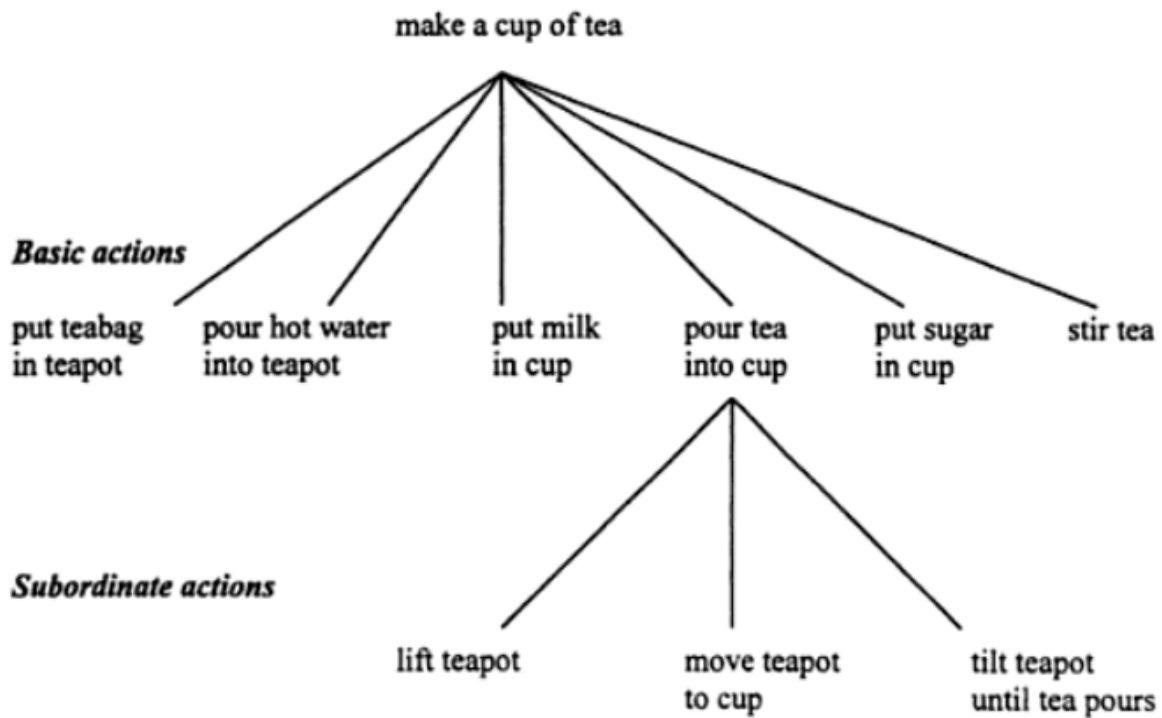 make a cup of tea
Basic actions
put teabag
in teapot
pour hot water
into teapot
put milk
in cup
pour tea
into cup
put sugar
in cup
stir tea
Subordinate actions
lift teapot
move teapot
to cup
tilt teapot
until tea pours